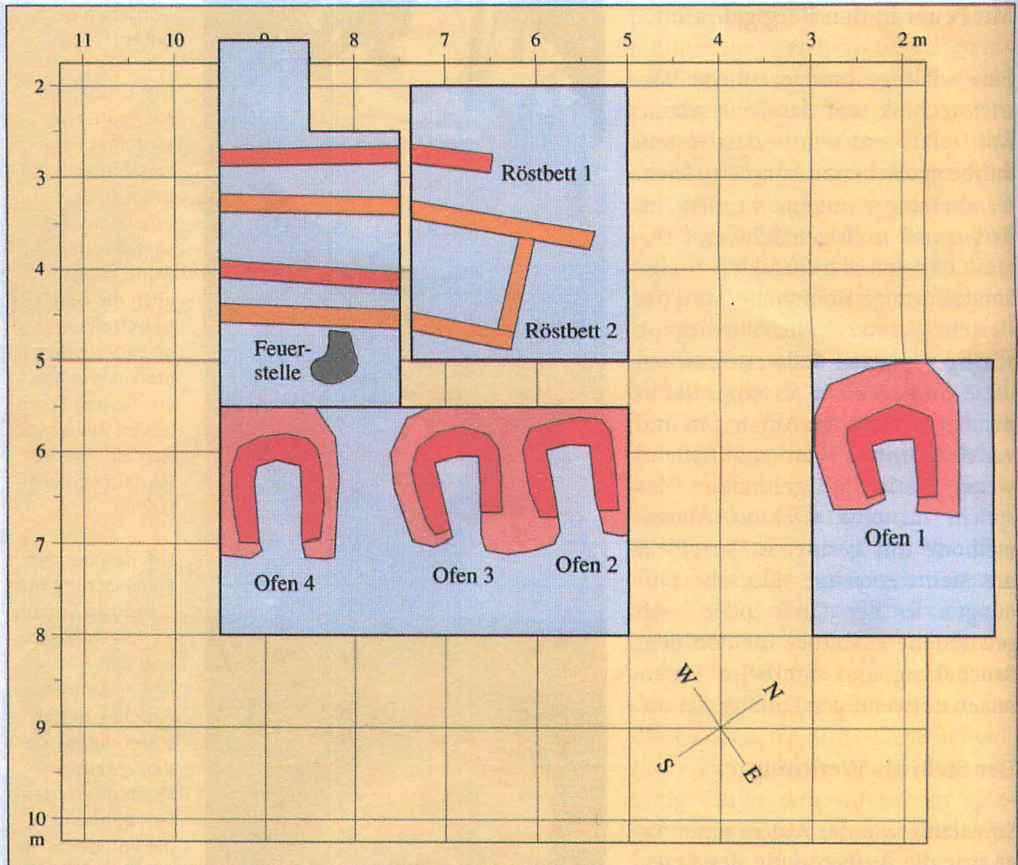 11 10 9 8 7 6 5 4 3 2 m
2
3
4
5
6
7
8
9
10
m
Röstbett 1
Röstbett 2
Feuer-
stelle
Ofen 1
Ofen 2
Ofen 3
Ofen 4
W
N
S
E